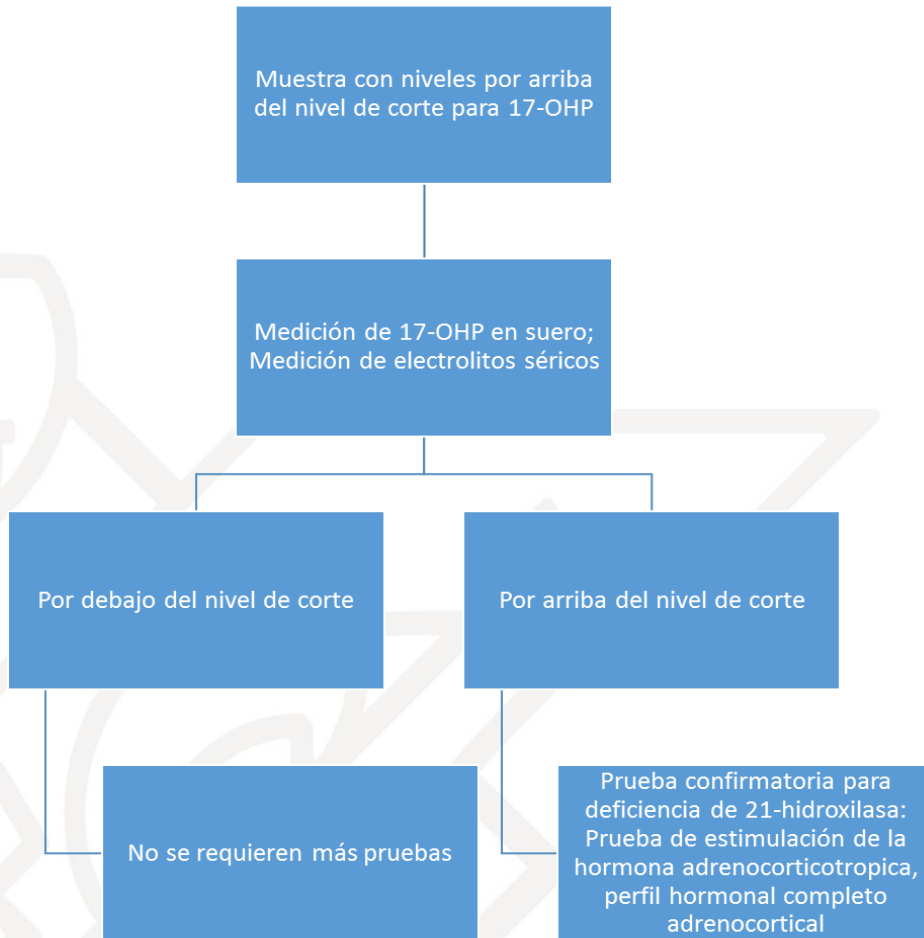 Muestra con niveles por arriba
del nivel de corte para 17-OHP
Medición de 17-OHP en suero;
Medición de electrolitos séricos
Por debajo del nivel de corte
Por arriba del nivel de corte
No se requieren más pruebas
Prueba confirmatoria para
deficiencia de 21-hidroxilasa:
Prueba de estimulación de la
hormona adrenocorticotropica,
perfil hormonal completo
adrenocortical